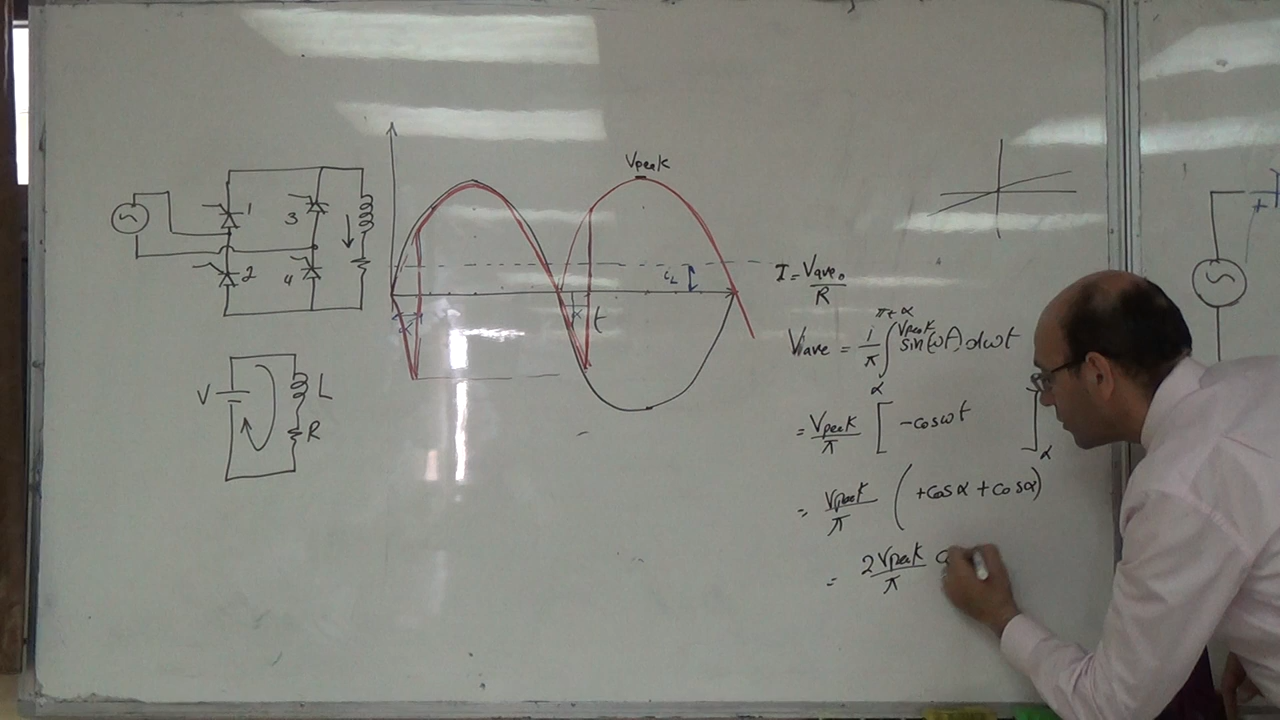 Vpeak
1
3
2
4
α
α
t
iL
I = Vave / R
Vave = 1/π ∫ α π+α Vpeak sin(ωt) dωt
= Vpeak/π [ -cosωt ] α
= Vpeak/π ( +cosα + cosα)
= 2Vpeak/π
V
L
R
+